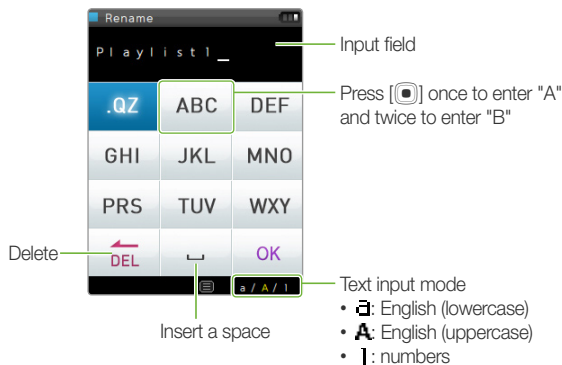 Rename
Playlist1_
Input field
Press [ ] once to enter "A"
and twice to enter "B"
.QZ ABC DEF
GHI JKL MNO
PRS TUV WXY
Delete
DEL OK
a / A / 1
Insert a space
Text input mode
• a: English (lowercase)
• A: English (uppercase)
• 1: numbers